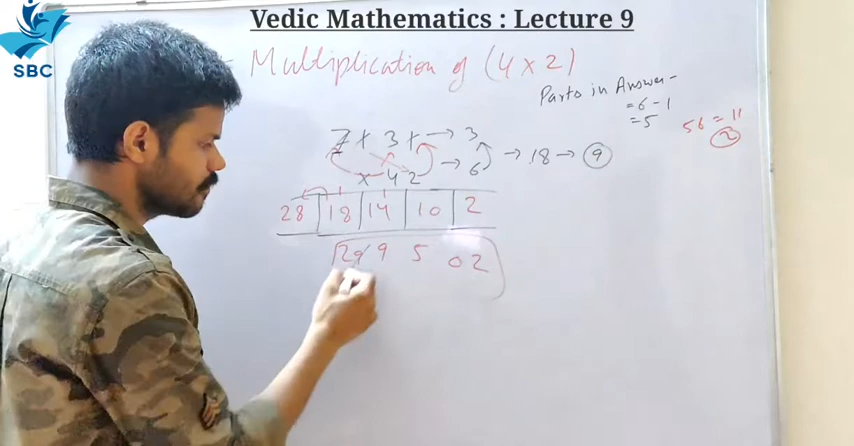 Vedic Mathematics : Lecture 9
SBC
Multiplication of (4 x 2)
Parts in Answer -
= 6 - 1
= 5
56 = 11
2
7 1 3 1 → 3
x 4 2 → 6 → 18 → 9
28 | 18 | 14 | 10 | 2
29 9 5 0 2